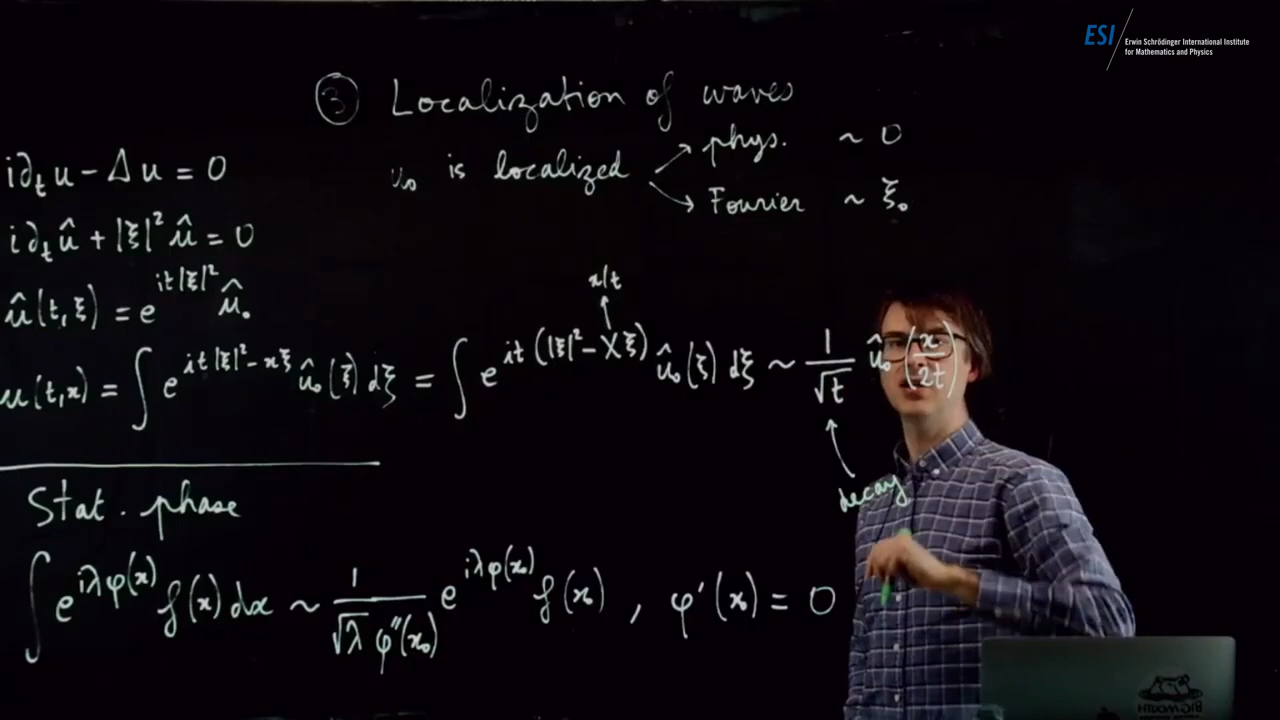 ESI Erwin Schrödinger International Institute
for Mathematics and Physics
③ Localization of waves
u₀ is localized → phys. ~ 0
→ Fourier ~ ξ₀
i∂ₜu − Δu = 0
i∂ₜû + |ξ|² û = 0
û(t,ξ) = e^{it|ξ|²} û₀
x/t
u(t,x) = ∫ e^{it|ξ|² − xξ} û₀(ξ) dξ = ∫ e^{it(|ξ|² − Xξ)} û₀(ξ) dξ ~ 1/√t û₀(x/2t)
decay
Stat. phase
∫ e^{iλφ(x)} f(x) dx ~ 1/(√λ φ''(x₀)) e^{iλφ(x₀)} f(x₀) , φ'(x₀) = 0